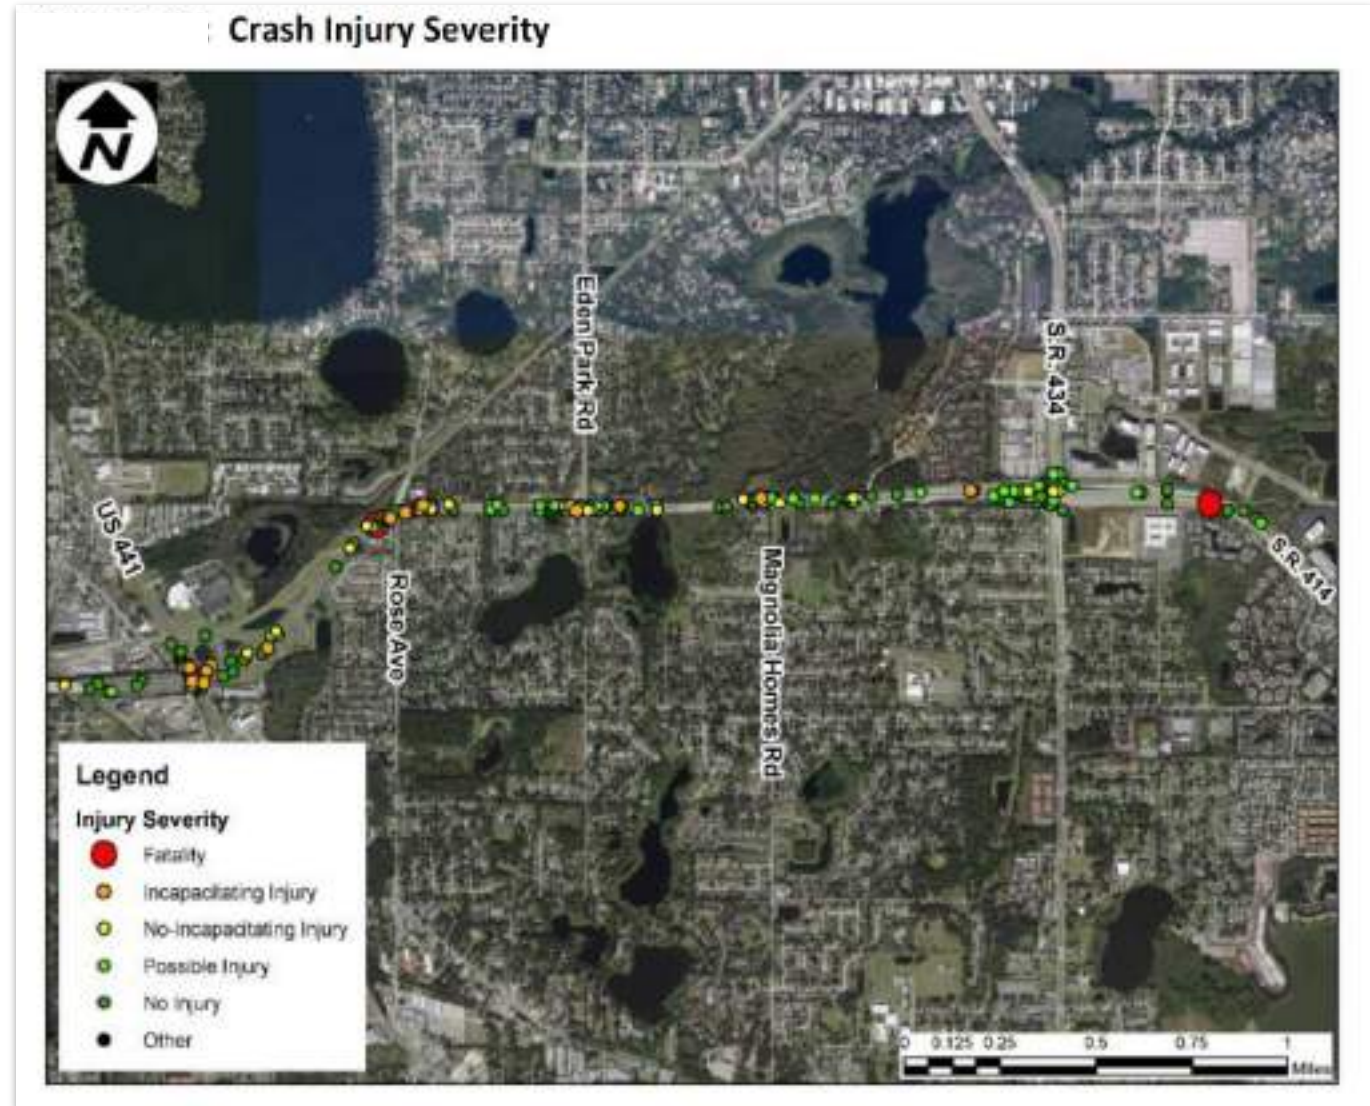 Crash Injury Severity
N
Eden Park Rd
S.R. 434
US 441
Rose Ave
Magnolia Homes Rd
S.R. 414
Legend
Injury Severity
Fatality
Incapacitating Injury
No-Incapacitating Injury
Possible Injury
No Injury
Other
0 0.125 0.25 0.5 0.75 1
Miles